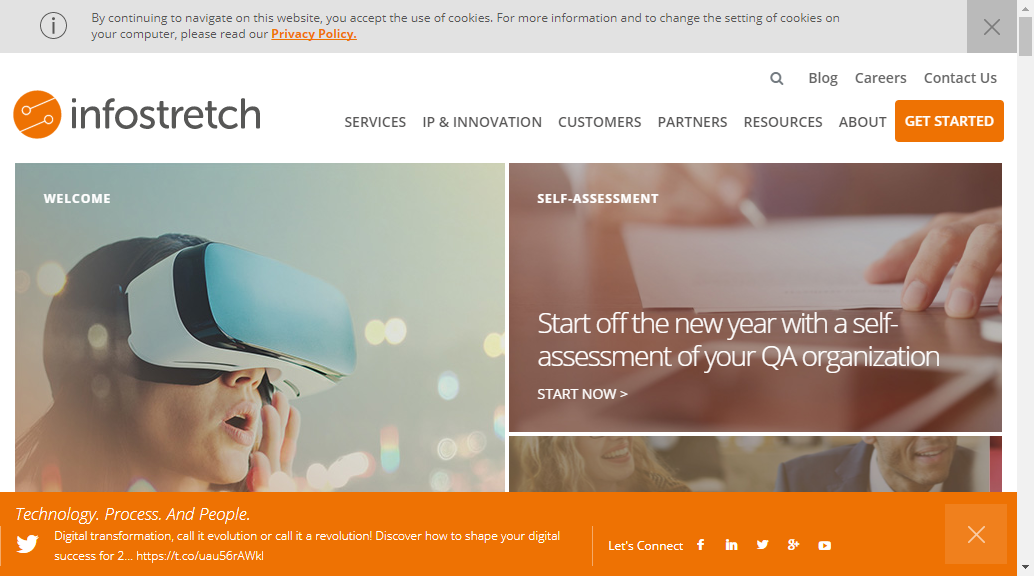 By continuing to navigate on this website, you accept the use of cookies. For more information and to change the setting of cookies on
your computer, please read our Privacy Policy.
Blog Careers Contact Us
infostretch
SERVICES IP & INNOVATION CUSTOMERS PARTNERS RESOURCES ABOUT GET STARTED
WELCOME
SELF-ASSESSMENT
Start off the new year with a self-
assessment of your QA organization
START NOW >
Technology. Process. And People.
Digital transformation, call it evolution or call it a revolution! Discover how to shape your digital
success for 2... https://t.co/uau56rAWkl
Let's Connect